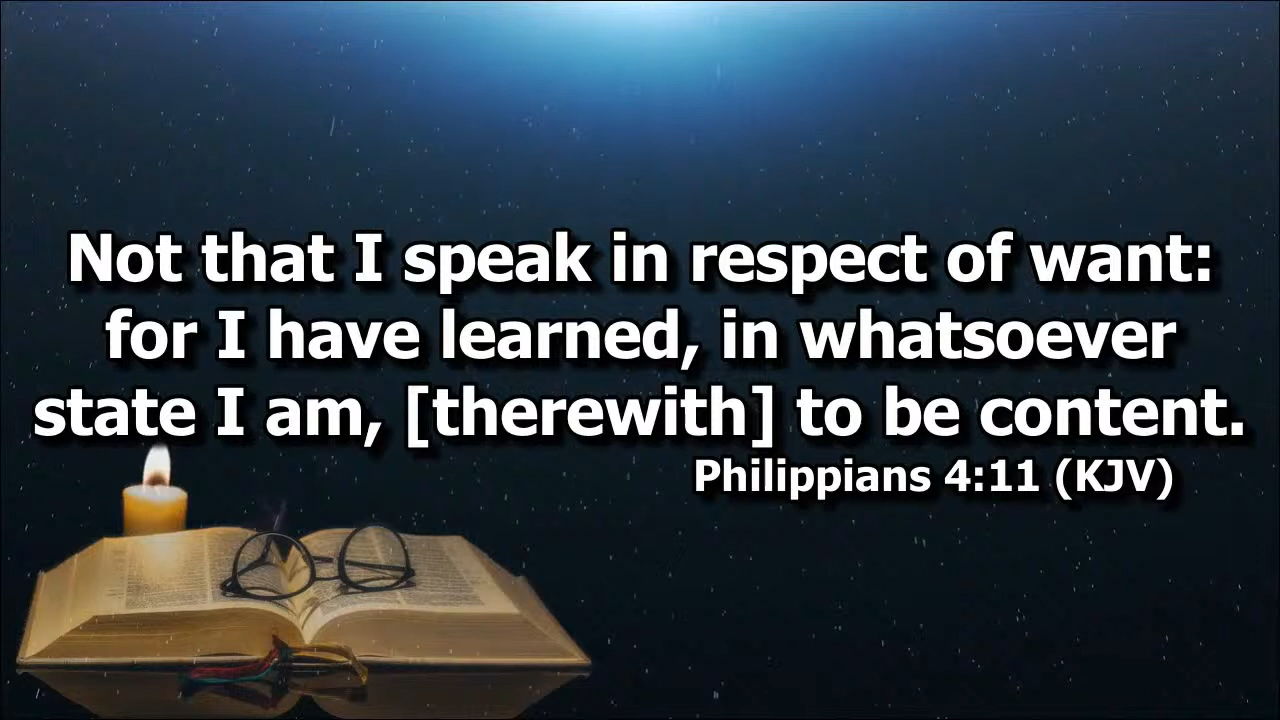 Not that I speak in respect of want:
for I have learned, in whatsoever
state I am, [therewith] to be content.
Philippians 4:11 (KJV)